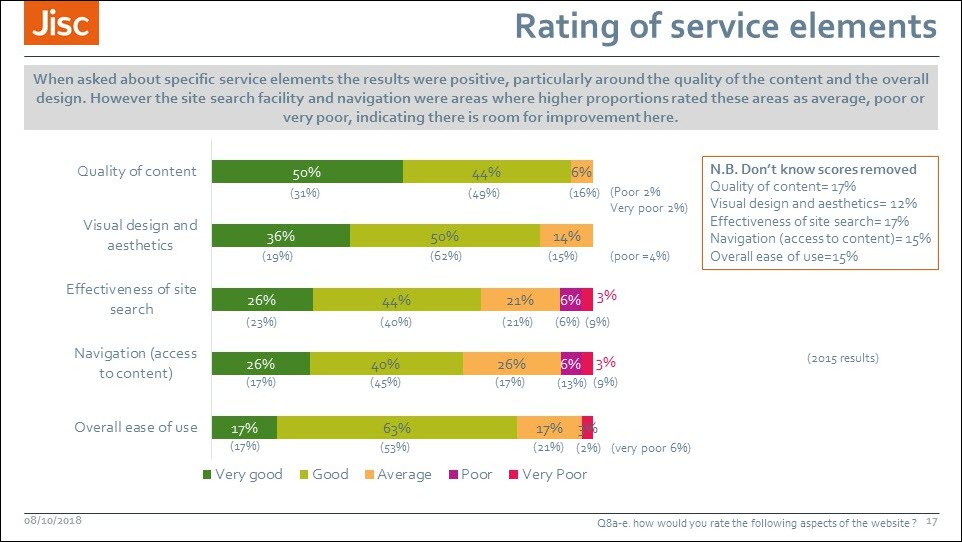 Jisc
Rating of service elements
When asked about specific service elements the results were positive, particularly around the quality of the content and the overall
design. However the site search facility and navigation were areas where higher proportions rated these areas as average, poor or
very poor, indicating there is room for improvement here.
Quality of content
50% 44% 6%
(31%) (49%) (16%) (Poor 2%
Very poor 2%)
Visual design and
aesthetics
36% 50% 14%
(19%) (62%) (15%) (poor =4%)
Effectiveness of site
search
26% 44% 21% 6% 3%
(23%) (40%) (21%) (6%) (9%)
Navigation (access
to content)
26% 40% 26% 6% 3%
(17%) (45%) (17%) (13%) (9%)
Overall ease of use
17% 63% 17% 3%
(17%) (53%) (21%) (2%) (very poor 6%)
Very good Good Average Poor Very Poor
N.B. Don't know scores removed
Quality of content= 17%
Visual design and aesthetics= 12%
Effectiveness of site search= 17%
Navigation (access to content)= 15%
Overall ease of use=15%
(2015 results)
08/10/2018
Q8a-e. how would you rate the following aspects of the website ? 17